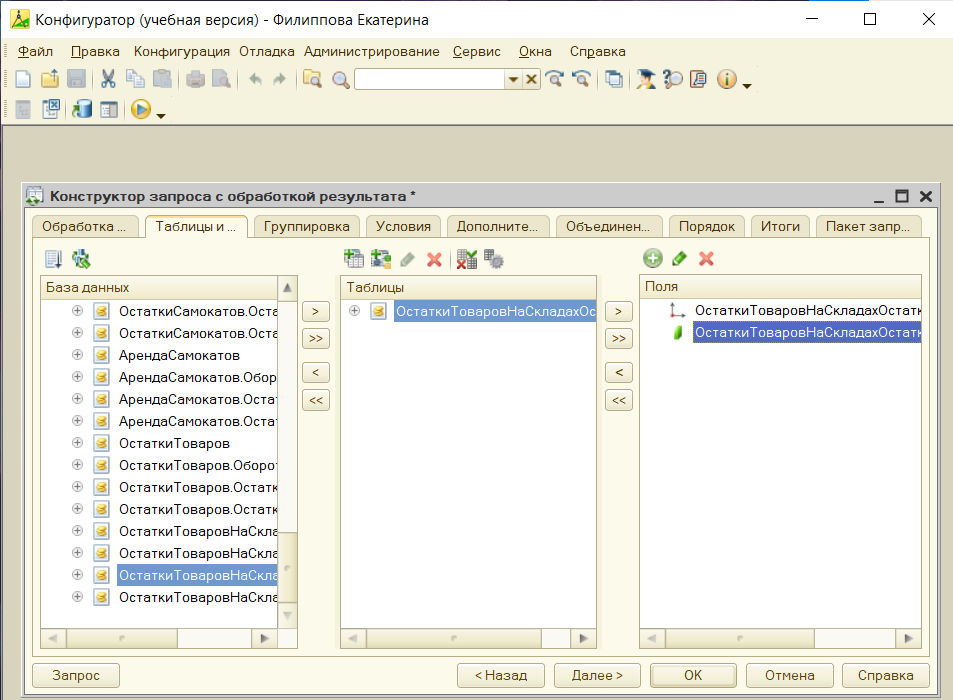 Конфигуратор (учебная версия) - Филиппова Екатерина
Файл Правка Конфигурация Отладка Администрирование Сервис Окна Справка
Конструктор запроса с обработкой результата *
Обработка ... Таблицы и ... Группировка Условия Дополните... Объединен... Порядок Итоги Пакет запр...
База данных
ОстаткиСамокатов.Оста
ОстаткиСамокатов.Оста
АрендаСамокатов
АрендаСамокатов.Обор
АрендаСамокатов.Оста
АрендаСамокатов.Оста
ОстаткиТоваров
ОстаткиТоваров.Оборо
ОстаткиТоваров.Остатк
ОстаткиТоваров.Остатк
ОстаткиТоваровНаСкла
ОстаткиТоваровНаСкла
ОстаткиТоваровНаСкла
ОстаткиТоваровНаСкла
>
>>
<
<<
Таблицы
ОстаткиТоваровНаСкладахОс
>
>>
<
<<
Поля
ОстаткиТоваровНаСкладахОстатк
ОстаткиТоваровНаСкладахОстатк
Запрос < Назад Далее > OK Отмена Справка